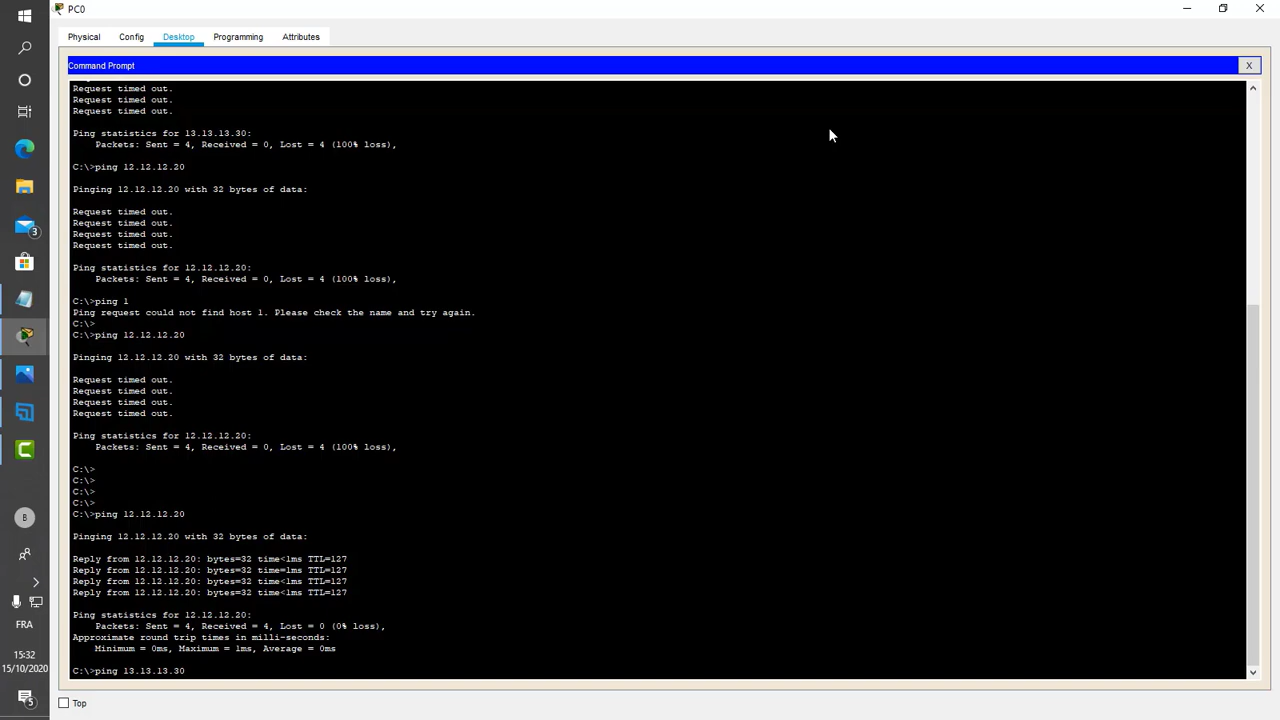 PC0
Physical Config Desktop Programming Attributes
Command Prompt X
Request timed out.
Request timed out.
Request timed out.
Ping statistics for 13.13.13.30:
Packets: Sent = 4, Received = 0, Lost = 4 (100% loss),
C:\>ping 12.12.12.20
Pinging 12.12.12.20 with 32 bytes of data:
Request timed out.
Request timed out.
Request timed out.
Request timed out.
Ping statistics for 12.12.12.20:
Packets: Sent = 4, Received = 0, Lost = 4 (100% loss),
C:\>ping 1
Ping request could not find host 1. Please check the name and try again.
C:\>
C:\>ping 12.12.12.20
Pinging 12.12.12.20 with 32 bytes of data:
Request timed out.
Request timed out.
Request timed out.
Request timed out.
Ping statistics for 12.12.12.20:
Packets: Sent = 4, Received = 0, Lost = 4 (100% loss),
C:\>
C:\>
C:\>
C:\>
C:\>ping 12.12.12.20
Pinging 12.12.12.20 with 32 bytes of data:
Reply from 12.12.12.20: bytes=32 time<1ms TTL=127
Reply from 12.12.12.20: bytes=32 time=1ms TTL=127
Reply from 12.12.12.20: bytes=32 time<1ms TTL=127
Reply from 12.12.12.20: bytes=32 time<1ms TTL=127
Ping statistics for 12.12.12.20:
Packets: Sent = 4, Received = 4, Lost = 0 (0% loss),
Approximate round trip times in milli-seconds:
Minimum = 0ms, Maximum = 1ms, Average = 0ms
C:\>ping 13.13.13.30
Top
3
B
FRA
15:32
15/10/2020
5